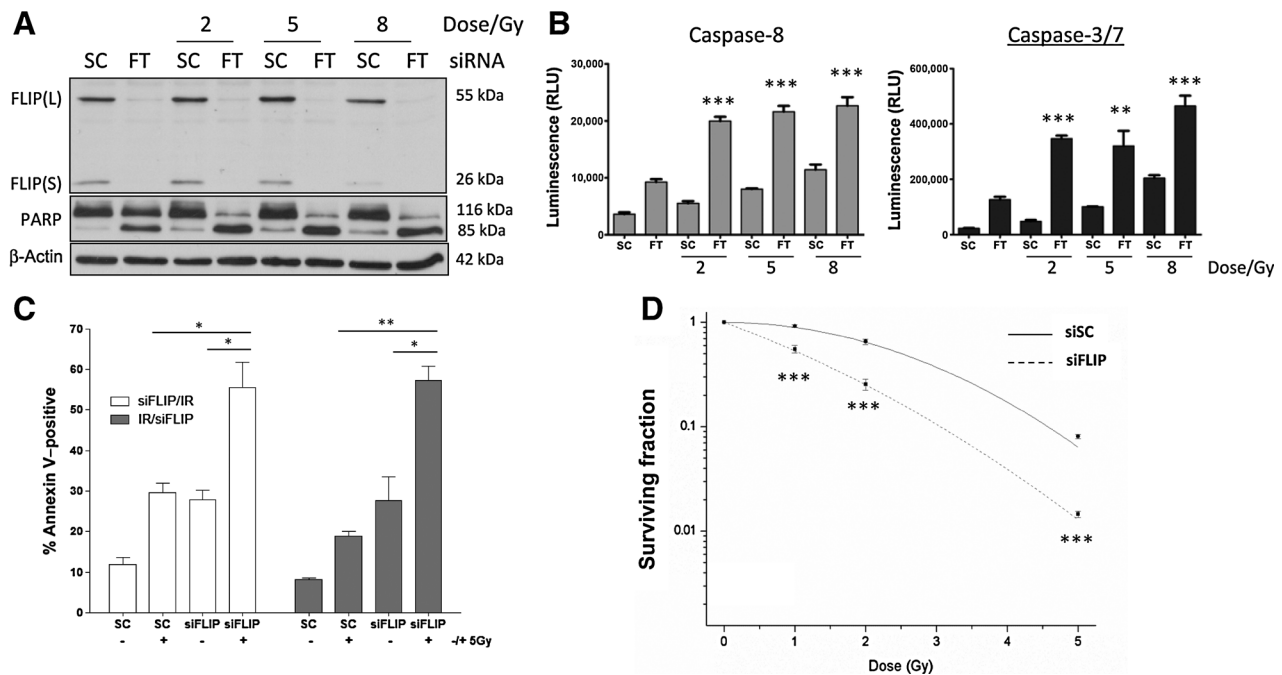 A
2 5 8 Dose/Gy
SC FT SC FT SC FT SC FT siRNA
FLIP(L) 55 kDa
FLIP(S) 26 kDa
PARP 116 kDa
85 kDa
β-Actin 42 kDa
B
Caspase-8
Luminescence (RLU)
30,000
20,000
10,000
0
SC FT SC FT SC FT SC FT
2 5 8
*** *** ***
Caspase-3/7
Luminescence (RLU)
600,000
400,000
200,000
0
SC FT SC FT SC FT SC FT
2 5 8 Dose/Gy
*** ** ***
C
% Annexin V–positive
70
60
50
40
30
20
10
0
siFLIP/IR
IR/siFLIP
*
*
**
*
SC SC siFLIP siFLIP SC SC siFLIP siFLIP
- + - + - + - + -/+ 5Gy
D
Surviving fraction
1
0.1
0.01
siSC
siFLIP
***
***
***
0 1 2 3 4 5
Dose (Gy)